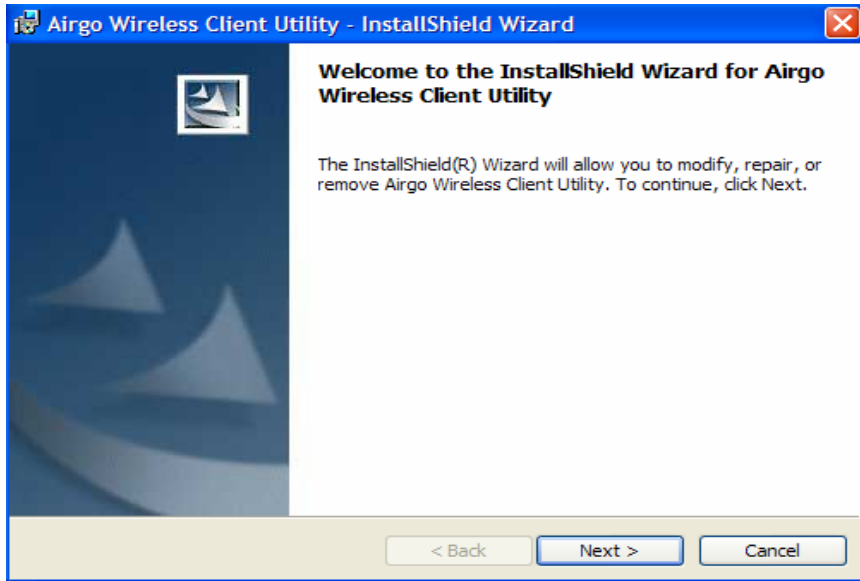 Airgo Wireless Client Utility - InstallShield Wizard
Welcome to the InstallShield Wizard for Airgo
Wireless Client Utility
The InstallShield(R) Wizard will allow you to modify, repair, or
remove Airgo Wireless Client Utility. To continue, click Next.
< Back
Next >
Cancel